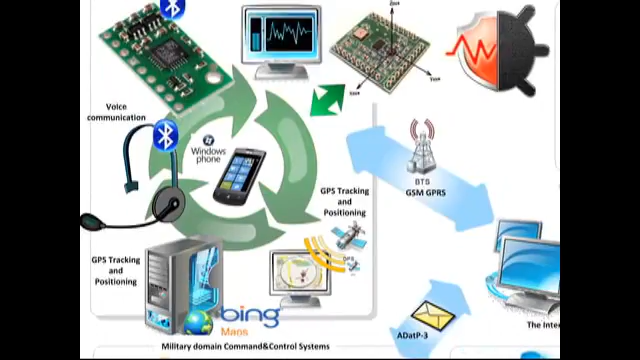 Voice
communication
Windows
phone
GPS Tracking
and
Positioning
BTS
GSM GPRS
GPS Tracking
and
Positioning
GPS
bing
Maps
ADatP-3
The Inte
Military domain Command&Control Systems